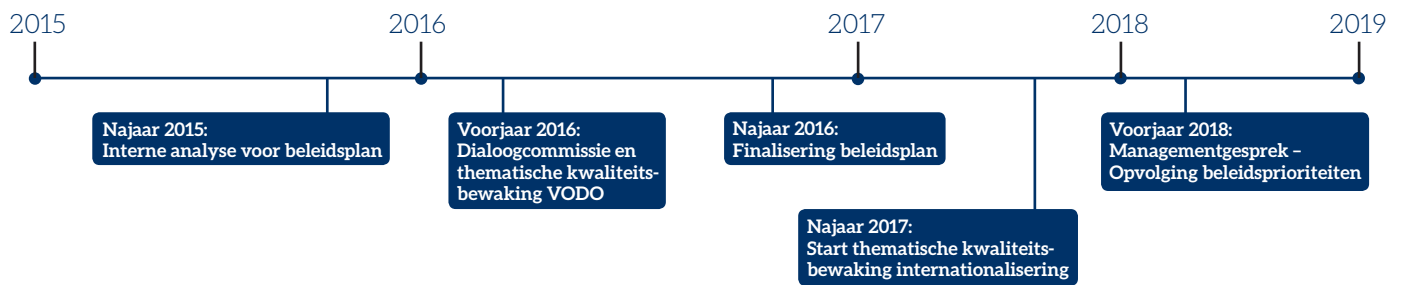 2015
2016
2017
2018
2019
Najaar 2015:
Interne analyse voor beleidsplan
Voorjaar 2016:
Dialoogcommissie en
thematische kwaliteits-
bewaking VODO
Najaar 2016:
Finalisering beleidsplan
Najaar 2017:
Start thematische kwaliteits-
bewaking internationalisering
Voorjaar 2018:
Managementgesprek –
Opvolging beleidsprioriteiten